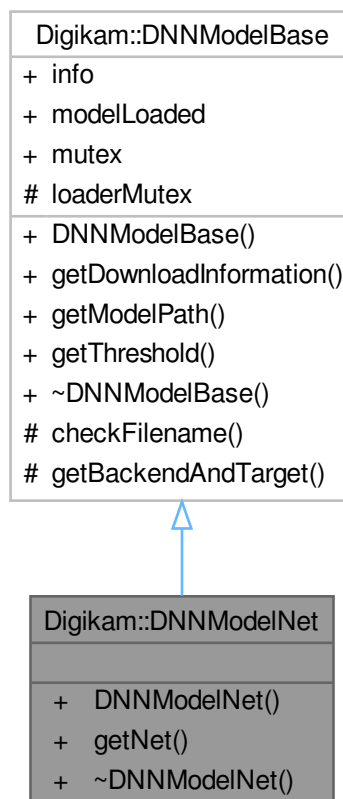 Digikam::DNNModelBase
+ info
+ modelLoaded
+ mutex
# loaderMutex
+ DNNModelBase()
+ getDownloadInformation()
+ getModelPath()
+ getThreshold()
+ ~DNNModelBase()
# checkFilename()
# getBackendAndTarget()
Digikam::DNNModelNet
+ DNNModelNet()
+ getNet()
+ ~DNNModelNet()